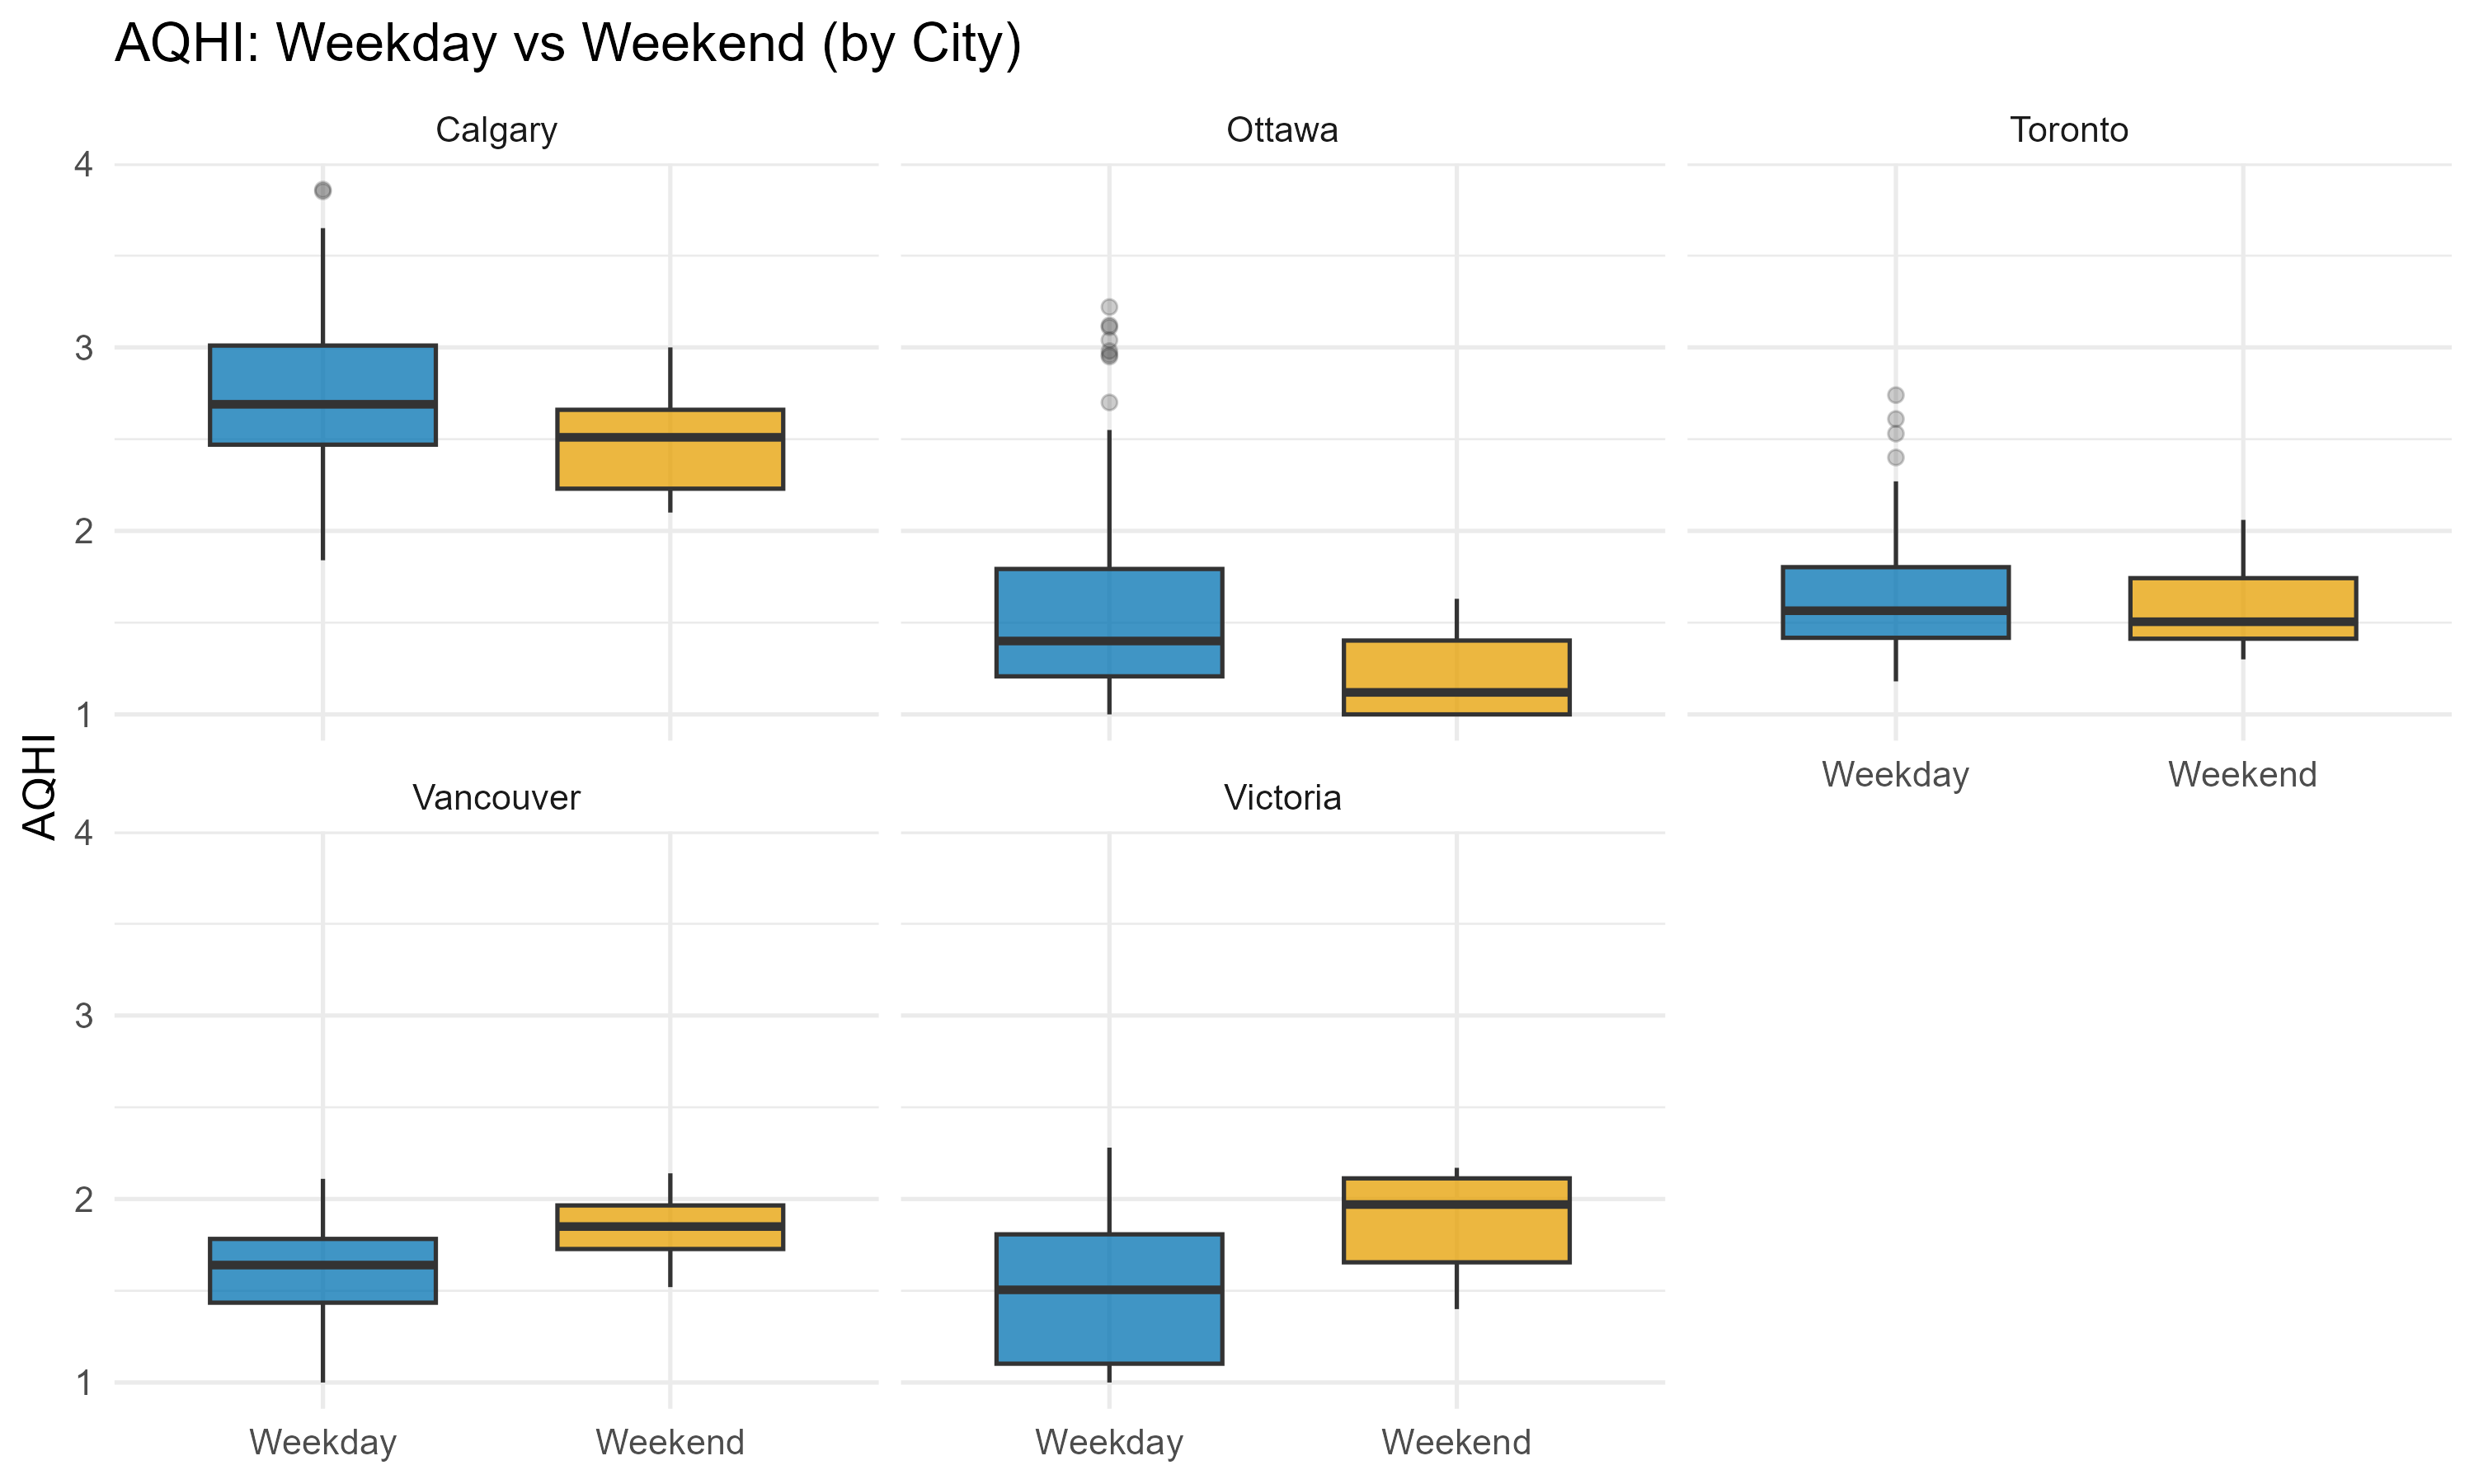 AQHI: Weekday vs Weekend (by City)
Calgary
Ottawa
Toronto
4
3
2
1
Weekday
Weekend
AQHI
Vancouver
Victoria
4
3
2
1
Weekday
Weekend
Weekday
Weekend